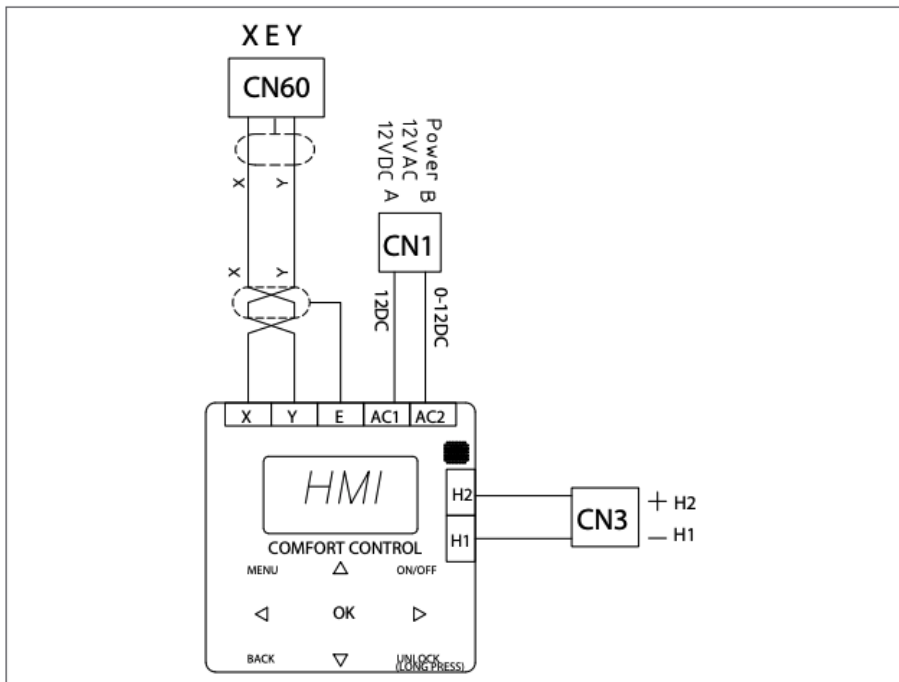 X E Y
CN60
X
Y
Power B
12VAC
12VDC A
CN1
X
Y
12DC
0-12DC
X Y E AC1 AC2
HMI
H2
H1
CN3
+ H2
— H1
COMFORT CONTROL
MENU
ON/OFF
OK
BACK
UNLOCK
(LONG PRESS)